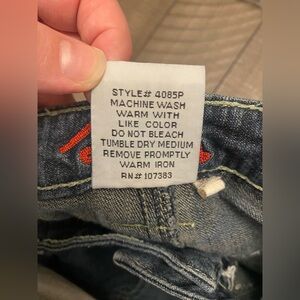 STYLE# 4085P
MACHINE WASH
WARM WITH
LIKE COLOR
DO NOT BLEACH
TUMBLE DRY MEDIUM
REMOVE PROMPTLY
WARM IRON
RN# 107383